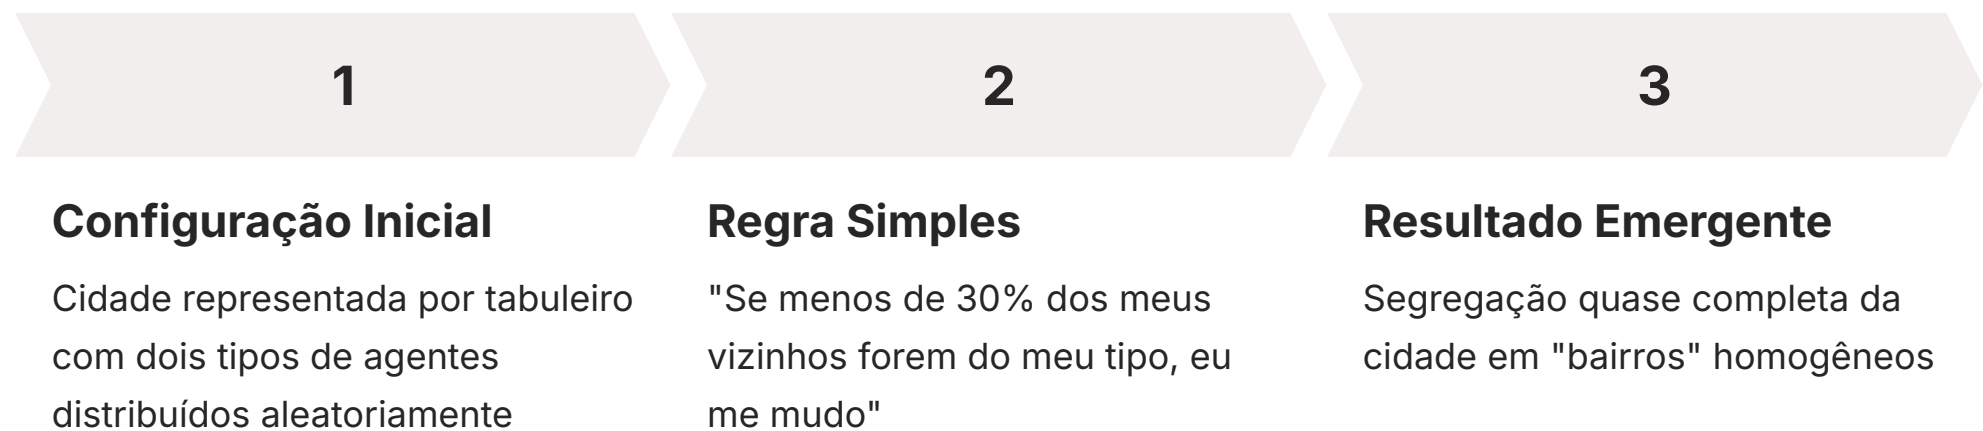 1
2
3
Configuração Inicial
Cidade representada por tabuleiro
com dois tipos de agentes
distribuídos aleatoriamente
Regra Simples
"Se menos de 30% dos meus
vizinhos forem do meu tipo, eu
me mudo"
Resultado Emergente
Segregação quase completa da
cidade em "bairros" homogêneos